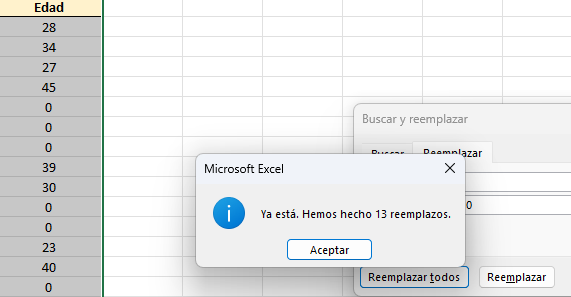 Edad
28
34
27
45
0
0
0
39
30
0
0
23
40
0
Buscar y reemplazar
Buscar
Reemplazar
0
Microsoft Excel
Ya está. Hemos hecho 13 reemplazos.
Aceptar
Reemplazar todos
Reemplazar